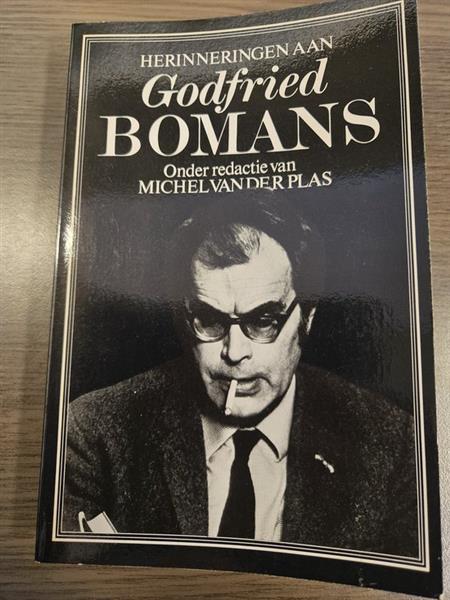 HERINNERINGEN AAN
Godfried
BOMANS
Onder redactie van
MICHEL VAN DER PLAS